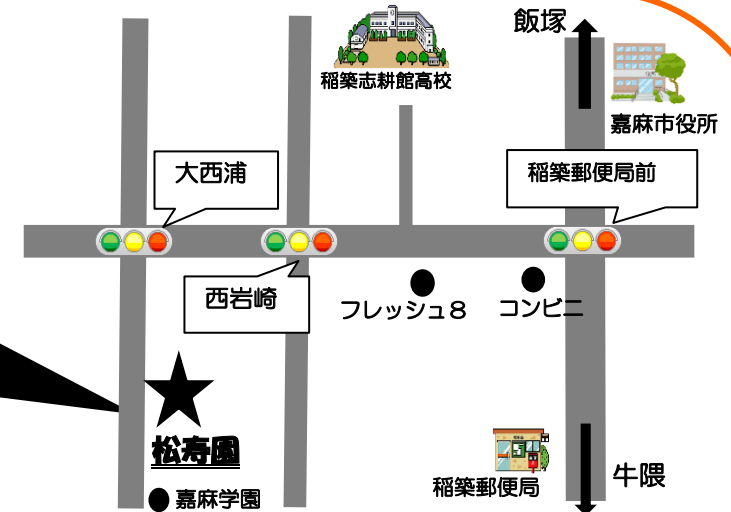 飯塚
稲築志耕館高校
嘉麻市役所
大西浦
稲築郵便局前
西岩崎
フレッシュ8
コンビニ
松寿園
稲築郵便局
牛隈
嘉麻学園